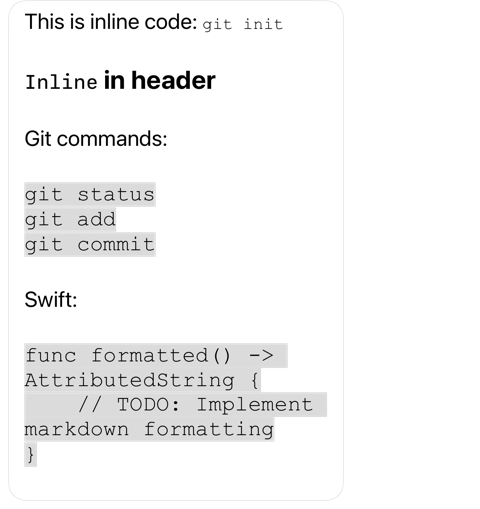 This is inline code: git init
Inline in header
Git commands:
git status
git add
git commit
Swift:
func formatted() ->
AttributedString {
    // TODO: Implement
markdown formatting
}